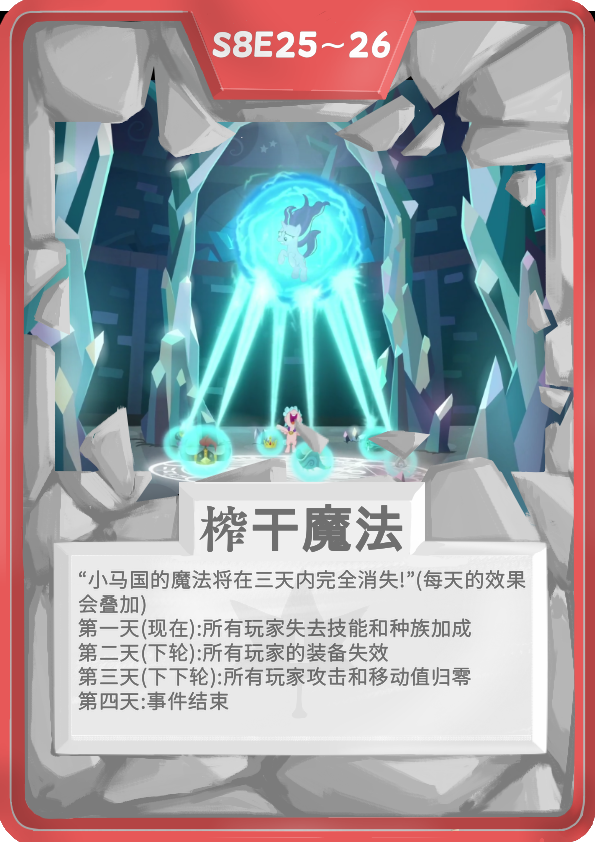 S8E25~26
榨干魔法
“小马国的魔法将在三天内完全消失!”(每天的效果
会叠加)
第一天(现在):所有玩家失去技能和种族加成
第二天(下轮):所有玩家的装备失效
第三天(下下轮):所有玩家攻击和移动值归零
第四天:事件结束